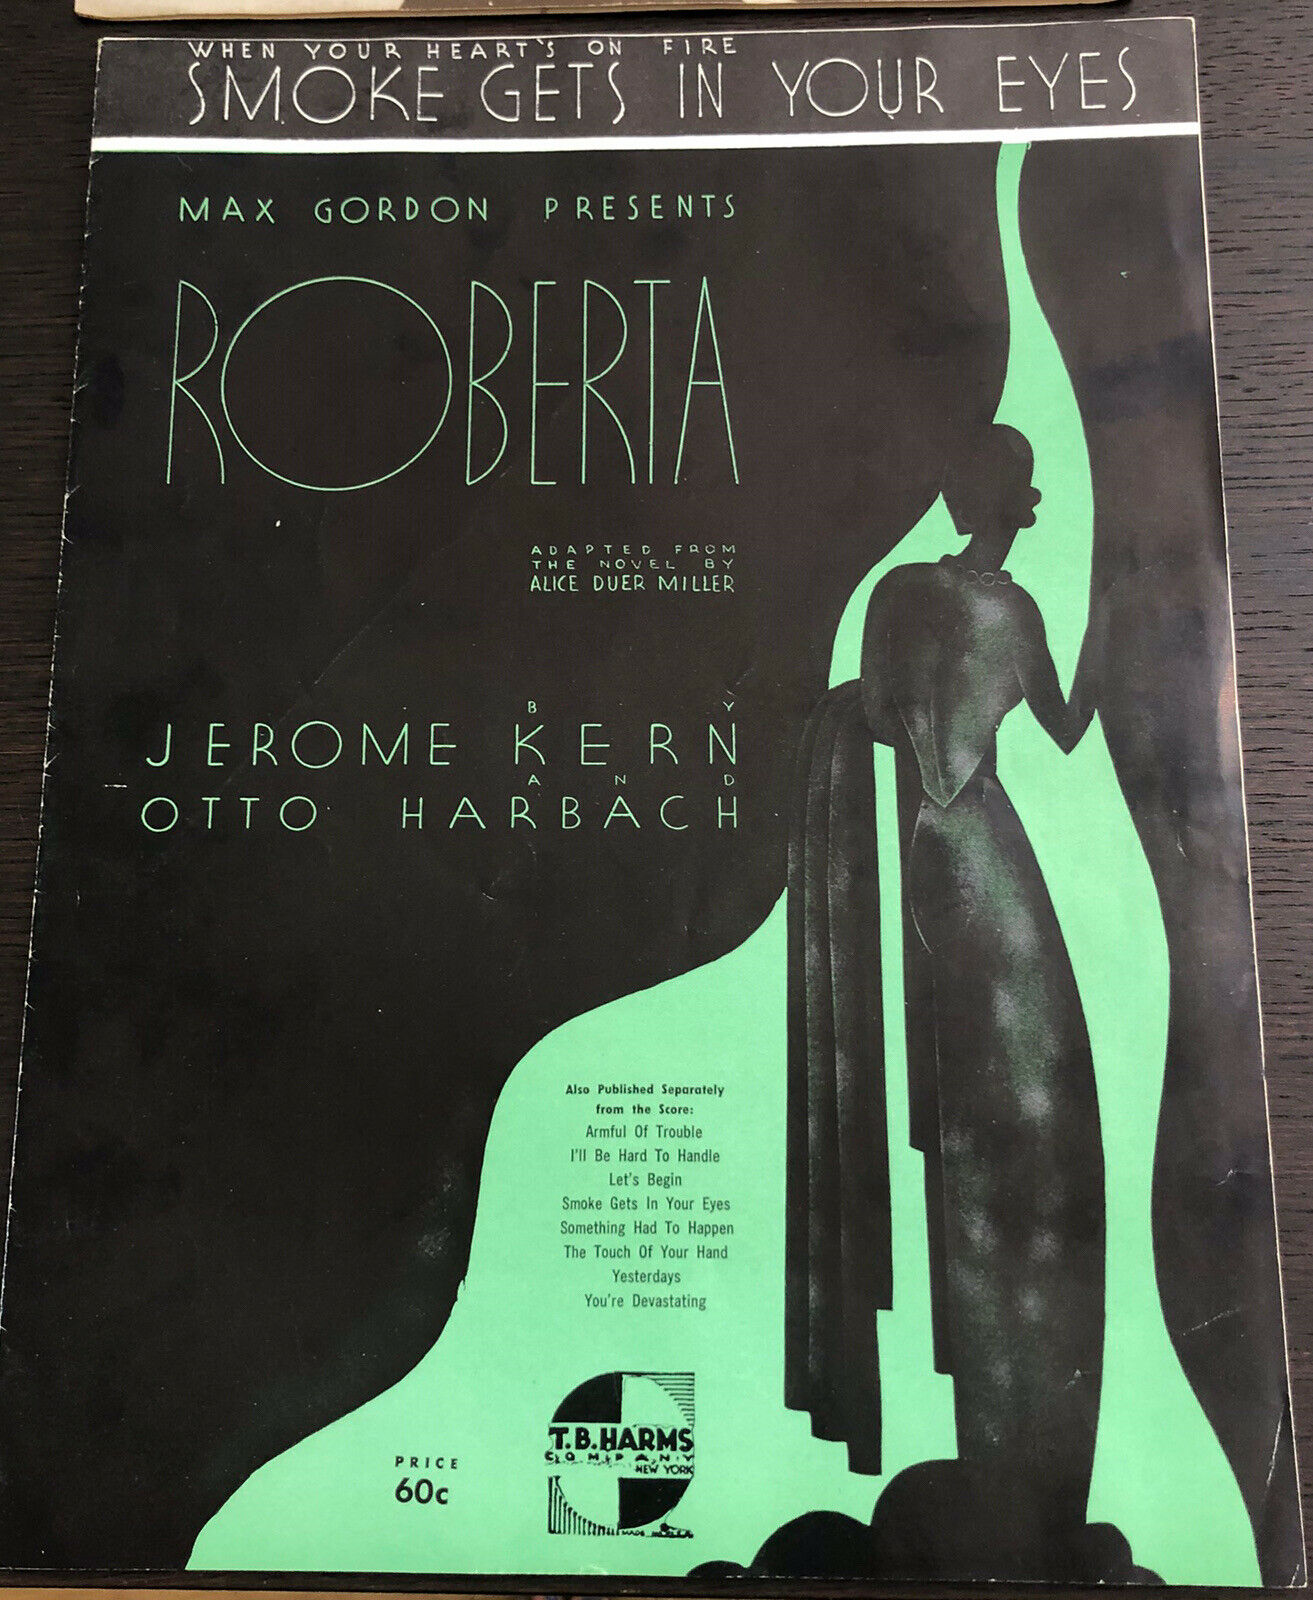 WHEN YOUR HEART'S ON FIRE
SMOKE GETS IN YOUR EYES
MAX GORDON PRESENTS
ROBERTA
ADAPTED FROM
THE NOVEL BY
ALICE DUER MILLER
BY
JEROME KERN
AND
OTTO HARBACH
Also Published Separately
from the Score:
Armful Of Trouble
I'll Be Hard To Handle
Let's Begin
Smoke Gets In Your Eyes
Something Had To Happen
The Touch Of Your Hand
Yesterdays
You're Devastating
T.B. HARMS
COMPANY
NEW YORK
PRICE
60c